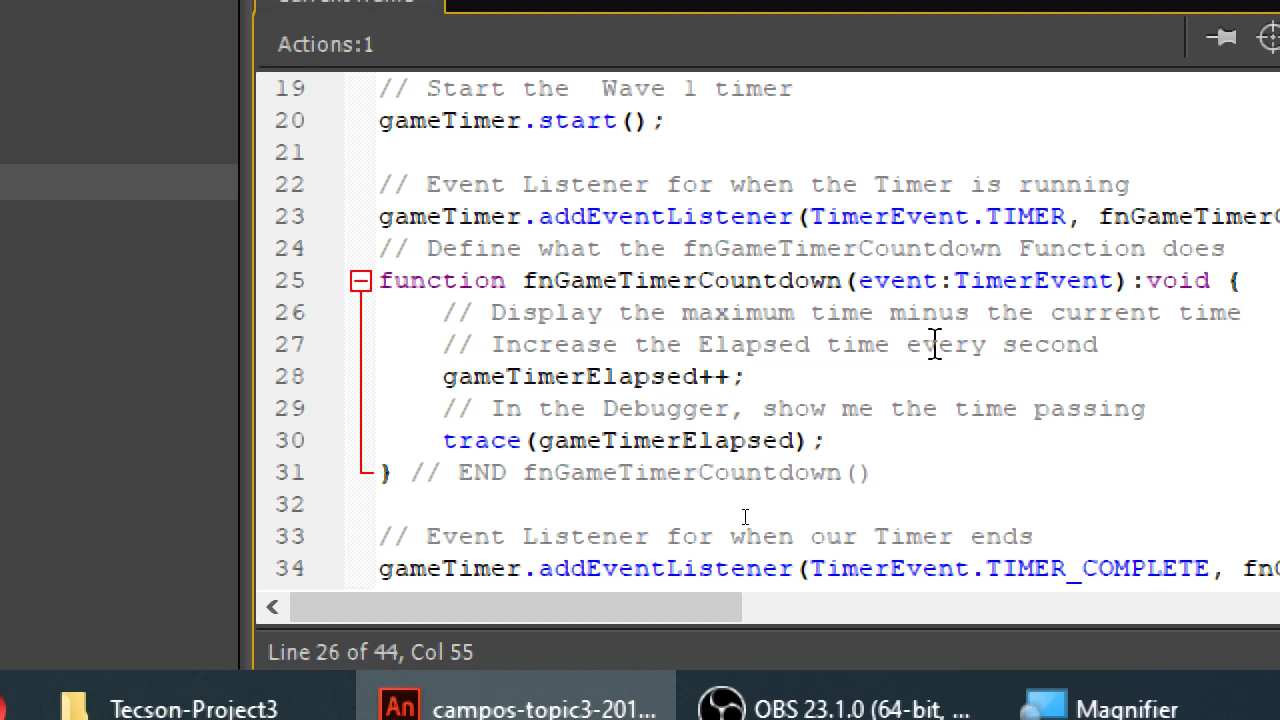 Actions:1
19 // Start the  Wave 1 timer
20 gameTimer.start();
21
22 // Event Listener for when the Timer is running
23 gameTimer.addEventListener(TimerEvent.TIMER, fnGameTimerC
24 // Define what the fnGameTimerCountdown Function does
25 function fnGameTimerCountdown(event:TimerEvent):void {
26 // Display the maximum time minus the current time
27 // Increase the Elapsed time every second
28 gameTimerElapsed++;
29 // In the Debugger, show me the time passing
30 trace(gameTimerElapsed);
31 } // END fnGameTimerCountdown()
32
33 // Event Listener for when our Timer ends
34 gameTimer.addEventListener(TimerEvent.TIMER_COMPLETE, fnG
Line 26 of 44, Col 55
Tecson-Project3 An campos-topic3-201... OBS 23.1.0 (64-bit, ... Magnifier